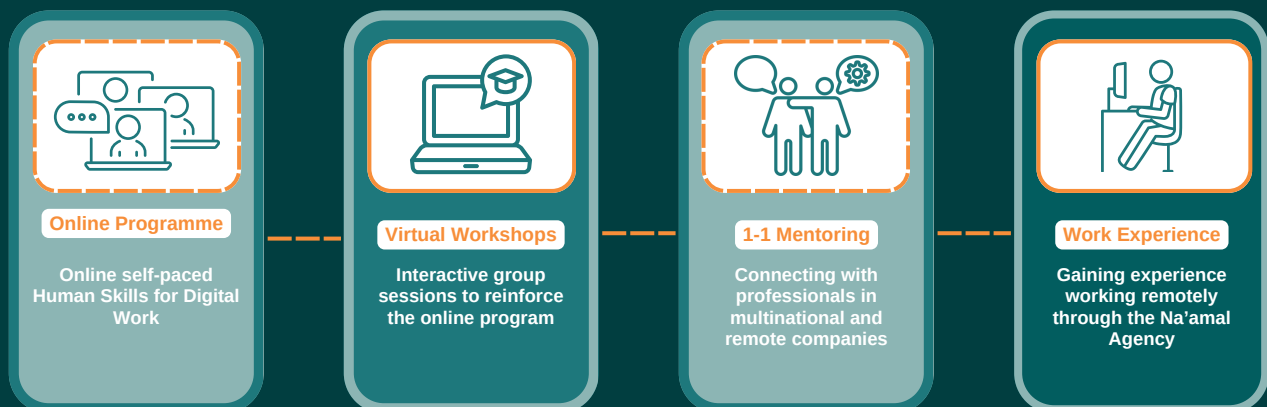 Online Programme
Online self-paced
Human Skills for Digital
Work
Virtual Workshops
Interactive group
sessions to reinforce
the online program
1-1 Mentoring
Connecting with
professionals in
multinational and
remote companies
Work Experience
Gaining experience
working remotely
through the Na’amal
Agency